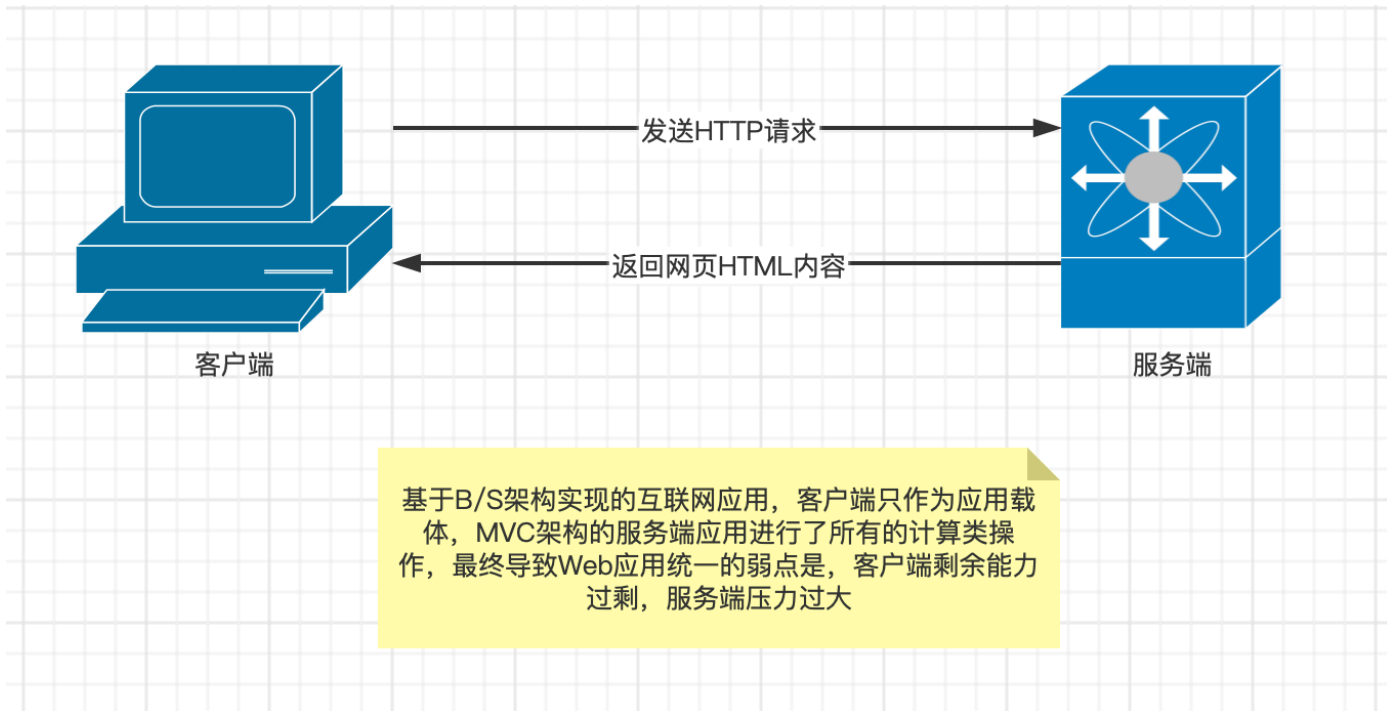 发送HTTP请求
返回网页HTML内容
客户端
服务端
基于B/S架构实现的互联网应用，客户端只作为应用载
体，MVC架构的服务端应用进行了所有的计算类操
作，最终导致Web应用统一的弱点是，客户端剩余能力
过剩，服务端压力过大